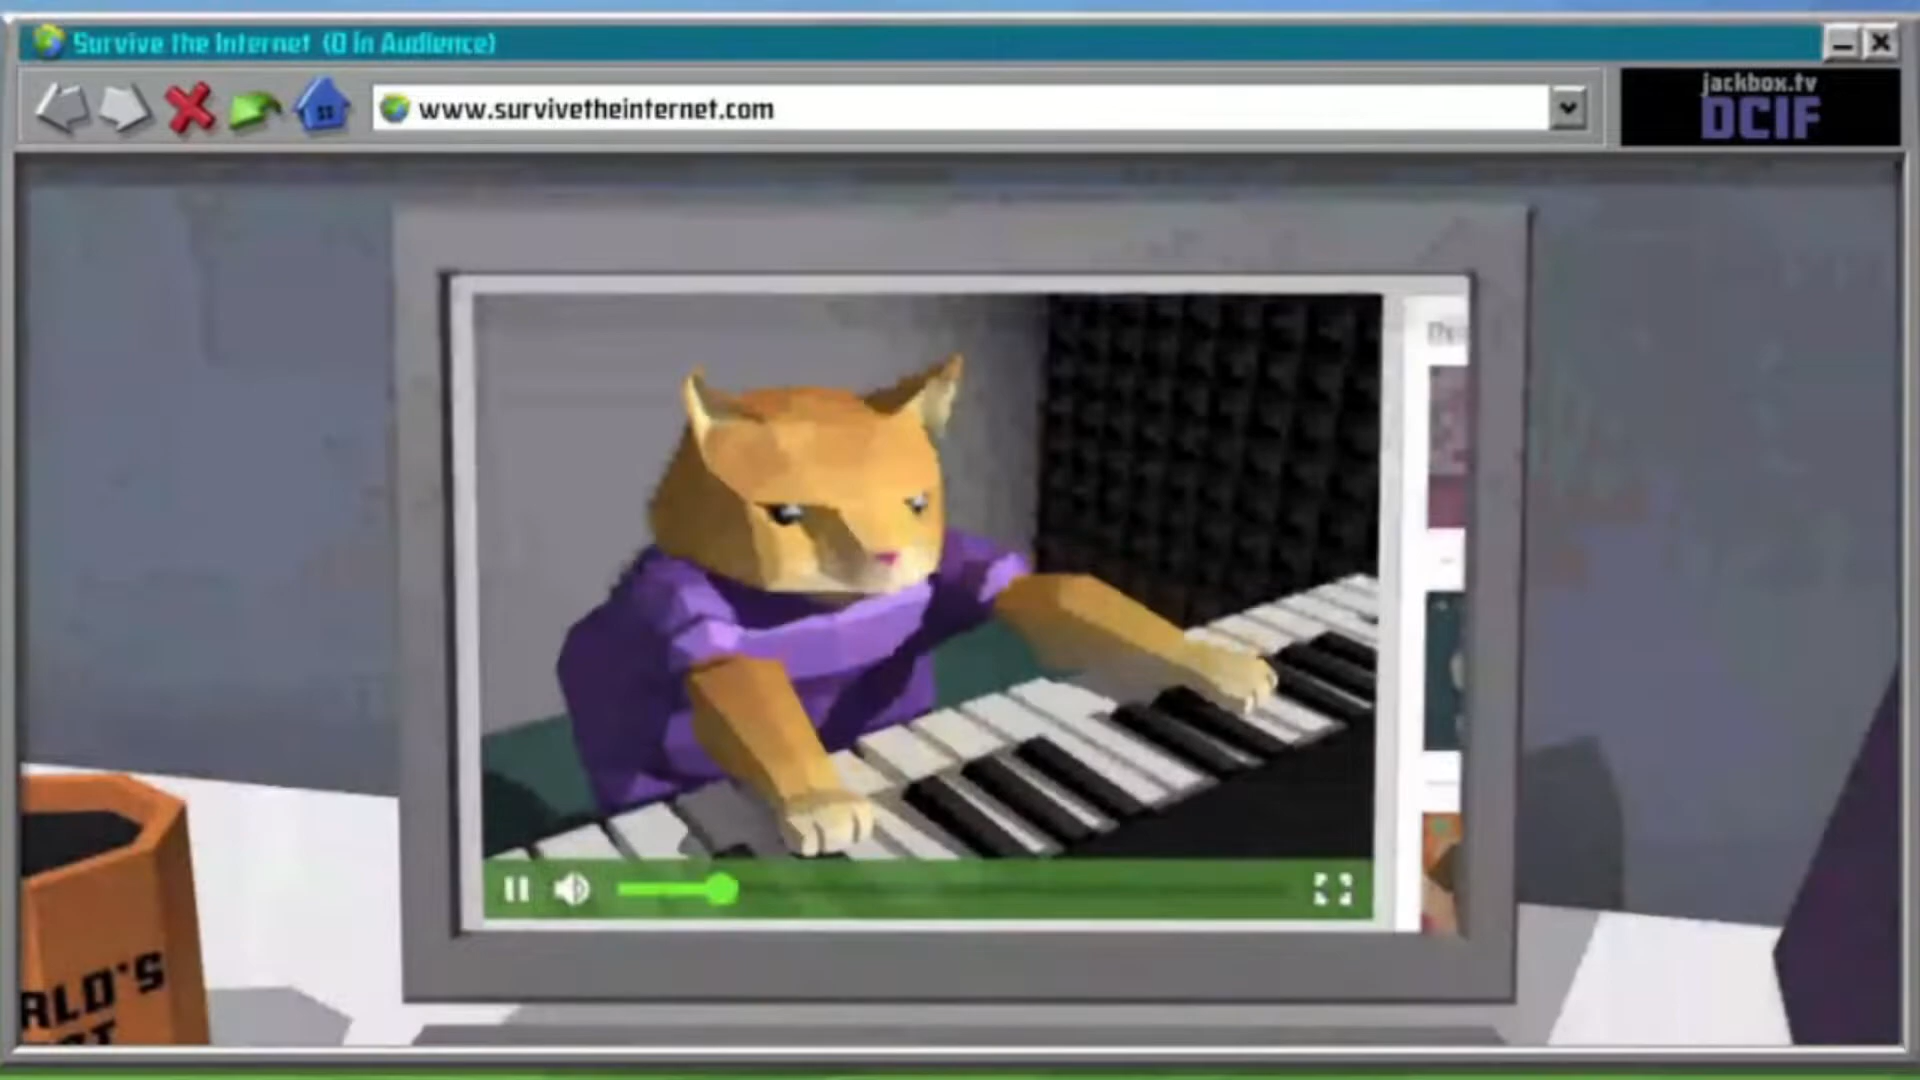 Survive the Internet (0 in Audience)
www.survivetheinternet.com
jackbox.tv
DCIF
RLD'S